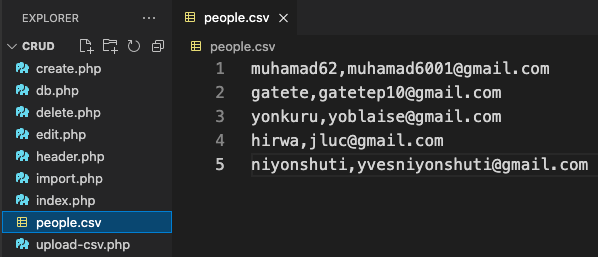 EXPLORER
CRUD
create.php
db.php
delete.php
edit.php
header.php
import.php
index.php
people.csv
upload-csv.php
people.csv
people.csv
1 muhamad62,muhamad6001@gmail.com
2 gatete,gatetep10@gmail.com
3 yonkuru,yoblaise@gmail.com
4 hirwa,jluc@gmail.com
5 niyonshuti,yvesniyonshuti@gmail.com